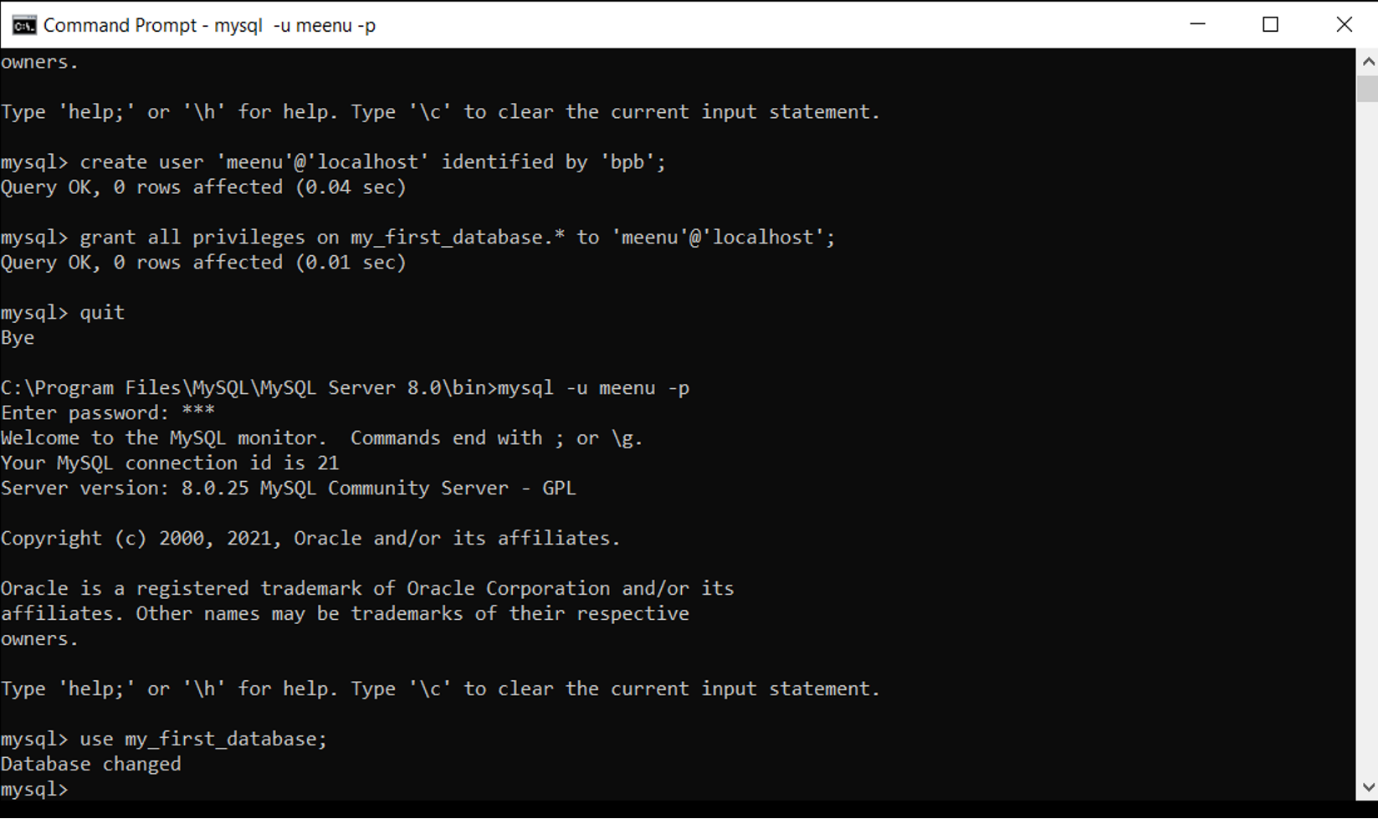 Command Prompt - mysql  -u meenu -p
owners.
Type 'help;' or '\h' for help. Type '\c' to clear the current input statement.
mysql> create user 'meenu'@'localhost' identified by 'bpb';
Query OK, 0 rows affected (0.04 sec)
mysql> grant all privileges on my_first_database.* to 'meenu'@'localhost';
Query OK, 0 rows affected (0.01 sec)
mysql> quit
Bye
C:\Program Files\MySQL\MySQL Server 8.0\bin>mysql -u meenu -p
Enter password: ***
Welcome to the MySQL monitor.  Commands end with ; or \g.
Your MySQL connection id is 21
Server version: 8.0.25 MySQL Community Server - GPL
Copyright (c) 2000, 2021, Oracle and/or its affiliates.
Oracle is a registered trademark of Oracle Corporation and/or its
affiliates. Other names may be trademarks of their respective
owners.
Type 'help;' or '\h' for help. Type '\c' to clear the current input statement.
mysql> use my_first_database;
Database changed
mysql>